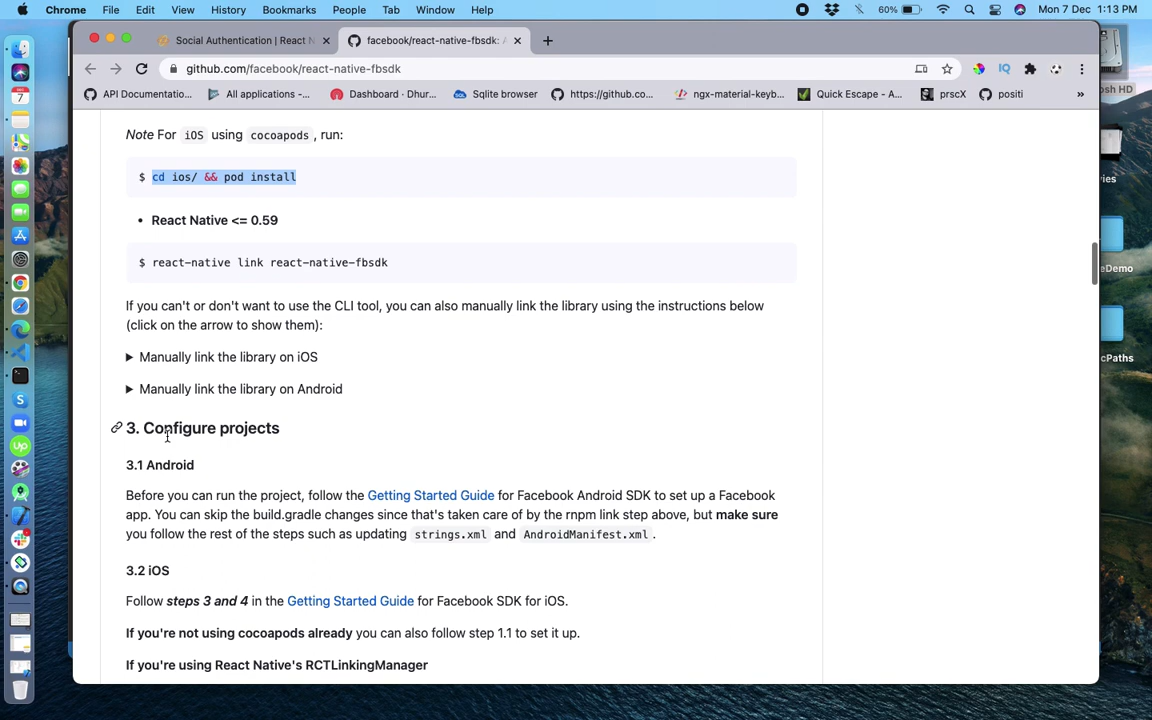 Chrome File Edit View History Bookmarks People Tab Window Help 60% Mon 7 Dec 1:13 PM
Social Authentication | React N
facebook/react-native-fbsdk: A
github.com/facebook/react-native-fbsdk
API Documentatio... All applications -... Dashboard · Dhur... Sqlite browser https://github.co... ngx-material-keyb... Quick Escape - A... prscX positi »
Note For iOS using cocoapods , run:
$ cd ios/ && pod install
• React Native <= 0.59
$ react-native link react-native-fbsdk
If you can't or don't want to use the CLI tool, you can also manually link the library using the instructions below
(click on the arrow to show them):
Manually link the library on iOS
Manually link the library on Android
3. Configure projects
3.1 Android
Before you can run the project, follow the Getting Started Guide for Facebook Android SDK to set up a Facebook
app. You can skip the build.gradle changes since that's taken care of by the rnpm link step above, but make sure
you follow the rest of the steps such as updating strings.xml and AndroidManifest.xml .
3.2 iOS
Follow steps 3 and 4 in the Getting Started Guide for Facebook SDK for iOS.
If you're not using cocoapods already you can also follow step 1.1 to set it up.
If you're using React Native's RCTLinkingManager
osh HD
vies
eDemo
cPaths